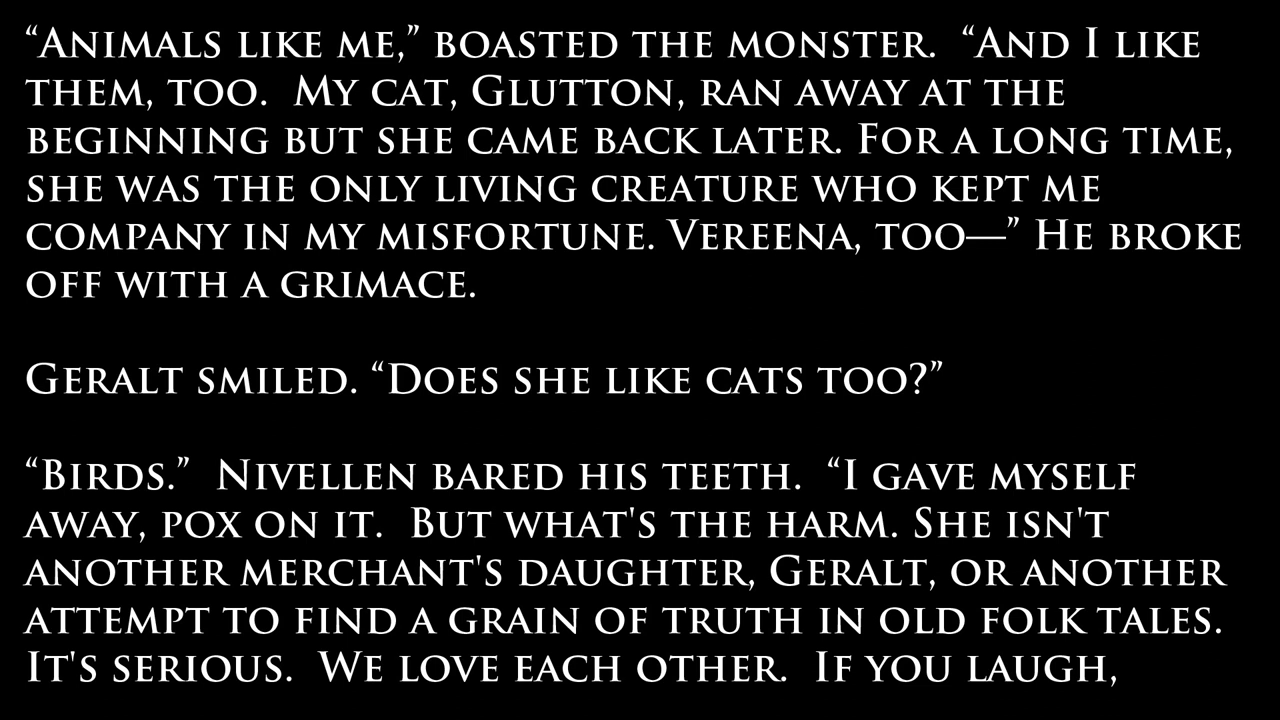 “Animals like me,” boasted the monster.  “And I like
them, too.  My cat, Glutton, ran away at the
beginning but she came back later. For a long time,
she was the only living creature who kept me
company in my misfortune. Vereena, too—” He broke
off with a grimace.
Geralt smiled. “Does she like cats too?”
“Birds.”  Nivellen bared his teeth.  “I gave myself
away, pox on it.  But what's the harm. She isn't
another merchant's daughter, Geralt, or another
attempt to find a grain of truth in old folk tales.
It's serious.  We love each other.  If you laugh,